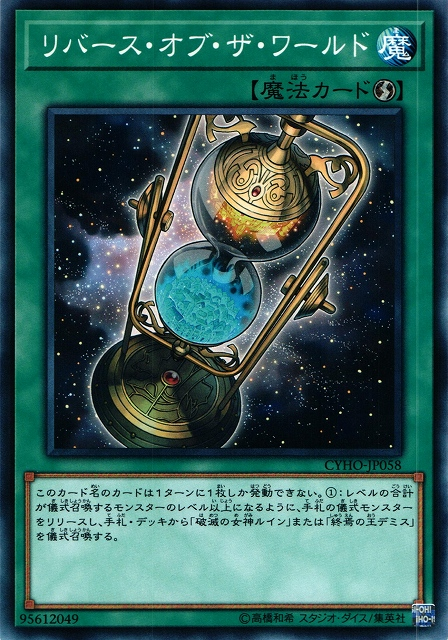 リバース・オブ・ザ・ワールド 魔
【魔法カード】
CYHO-JP058
このカード名のカードは1ターンに1枚しか発動できない。①:レベルの合計
が儀式召喚するモンスターのレベル以上になるように、手札の儀式モンスター
をリリースし、手札・デッキから「破滅の女神ルイン」または「終焉の王デミス」
を儀式召喚する。
95612049
©高橋和希 スタジオ・ダイス/集英社